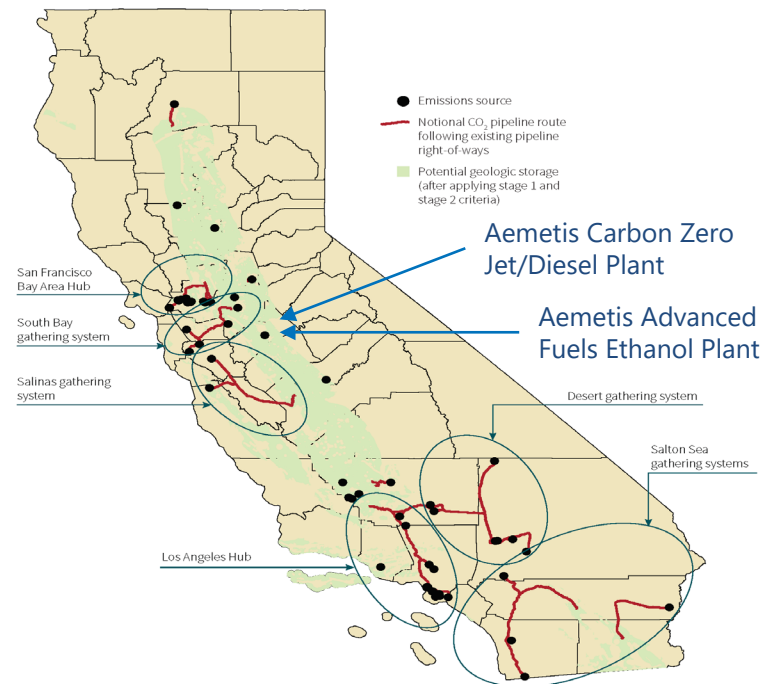 Emissions source
Notional CO₂ pipeline route
following existing pipeline
right-of-ways
Potential geologic storage
(after applying stage 1 and
stage 2 criteria)
Aemetis Carbon Zero
Jet/Diesel Plant
Aemetis Advanced
Fuels Ethanol Plant
San Francisco
Bay Area Hub
South Bay
gathering system
Salinas gathering
system
Desert gathering system
Salton Sea
gathering systems
Los Angeles Hub